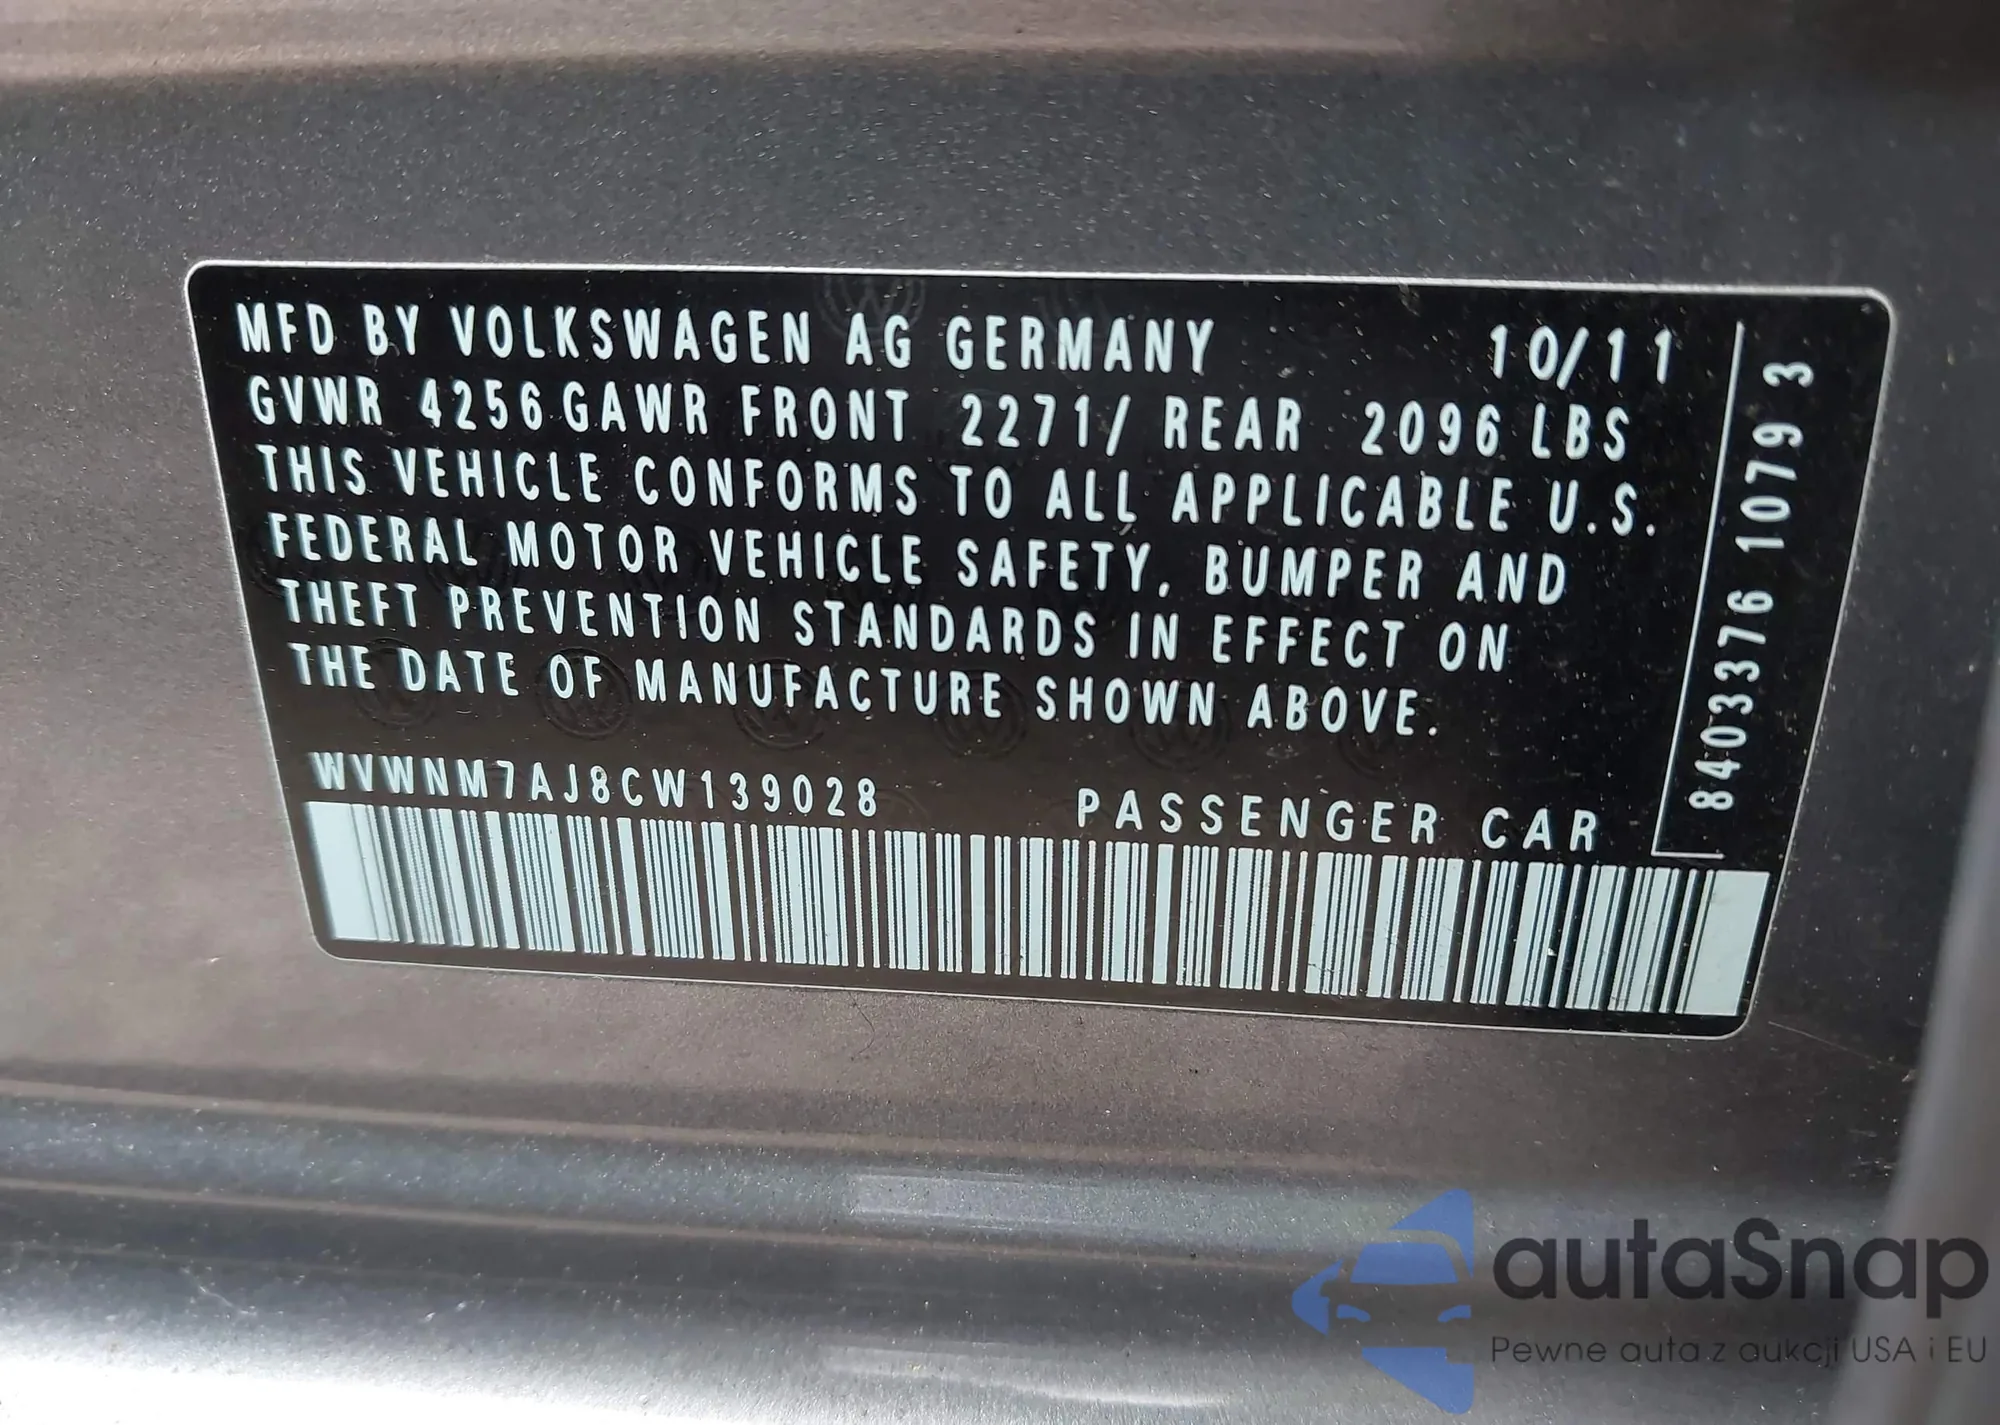 MFD BY VOLKSWAGEN AG GERMANY 10/11
GVWR 4256 GAWR FRONT 2271/ REAR 2096 LBS
THIS VEHICLE CONFORMS TO ALL APPLICABLE U.S.
FEDERAL MOTOR VEHICLE SAFETY, BUMPER AND
THEFT PREVENTION STANDARDS IN EFFECT ON
THE DATE OF MANUFACTURE SHOWN ABOVE.
WVWNM7AJ8CW139028 PASSENGER CAR
8403376 1079 3
autaSnap
Pewne auta z aukcji USA i EU